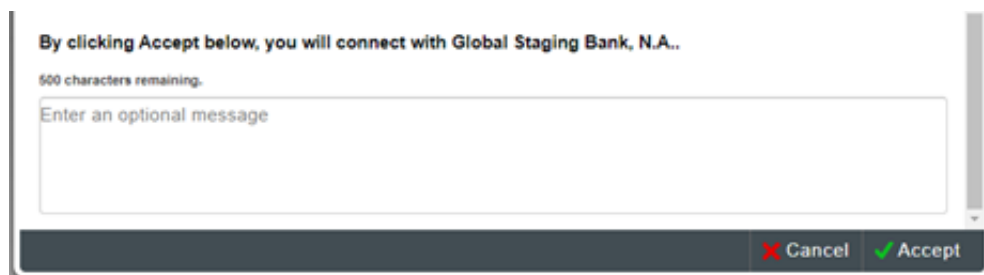 By clicking Accept below, you will connect with Global Staging Bank, N.A..
500 characters remaining.
Enter an optional message
Cancel Accept